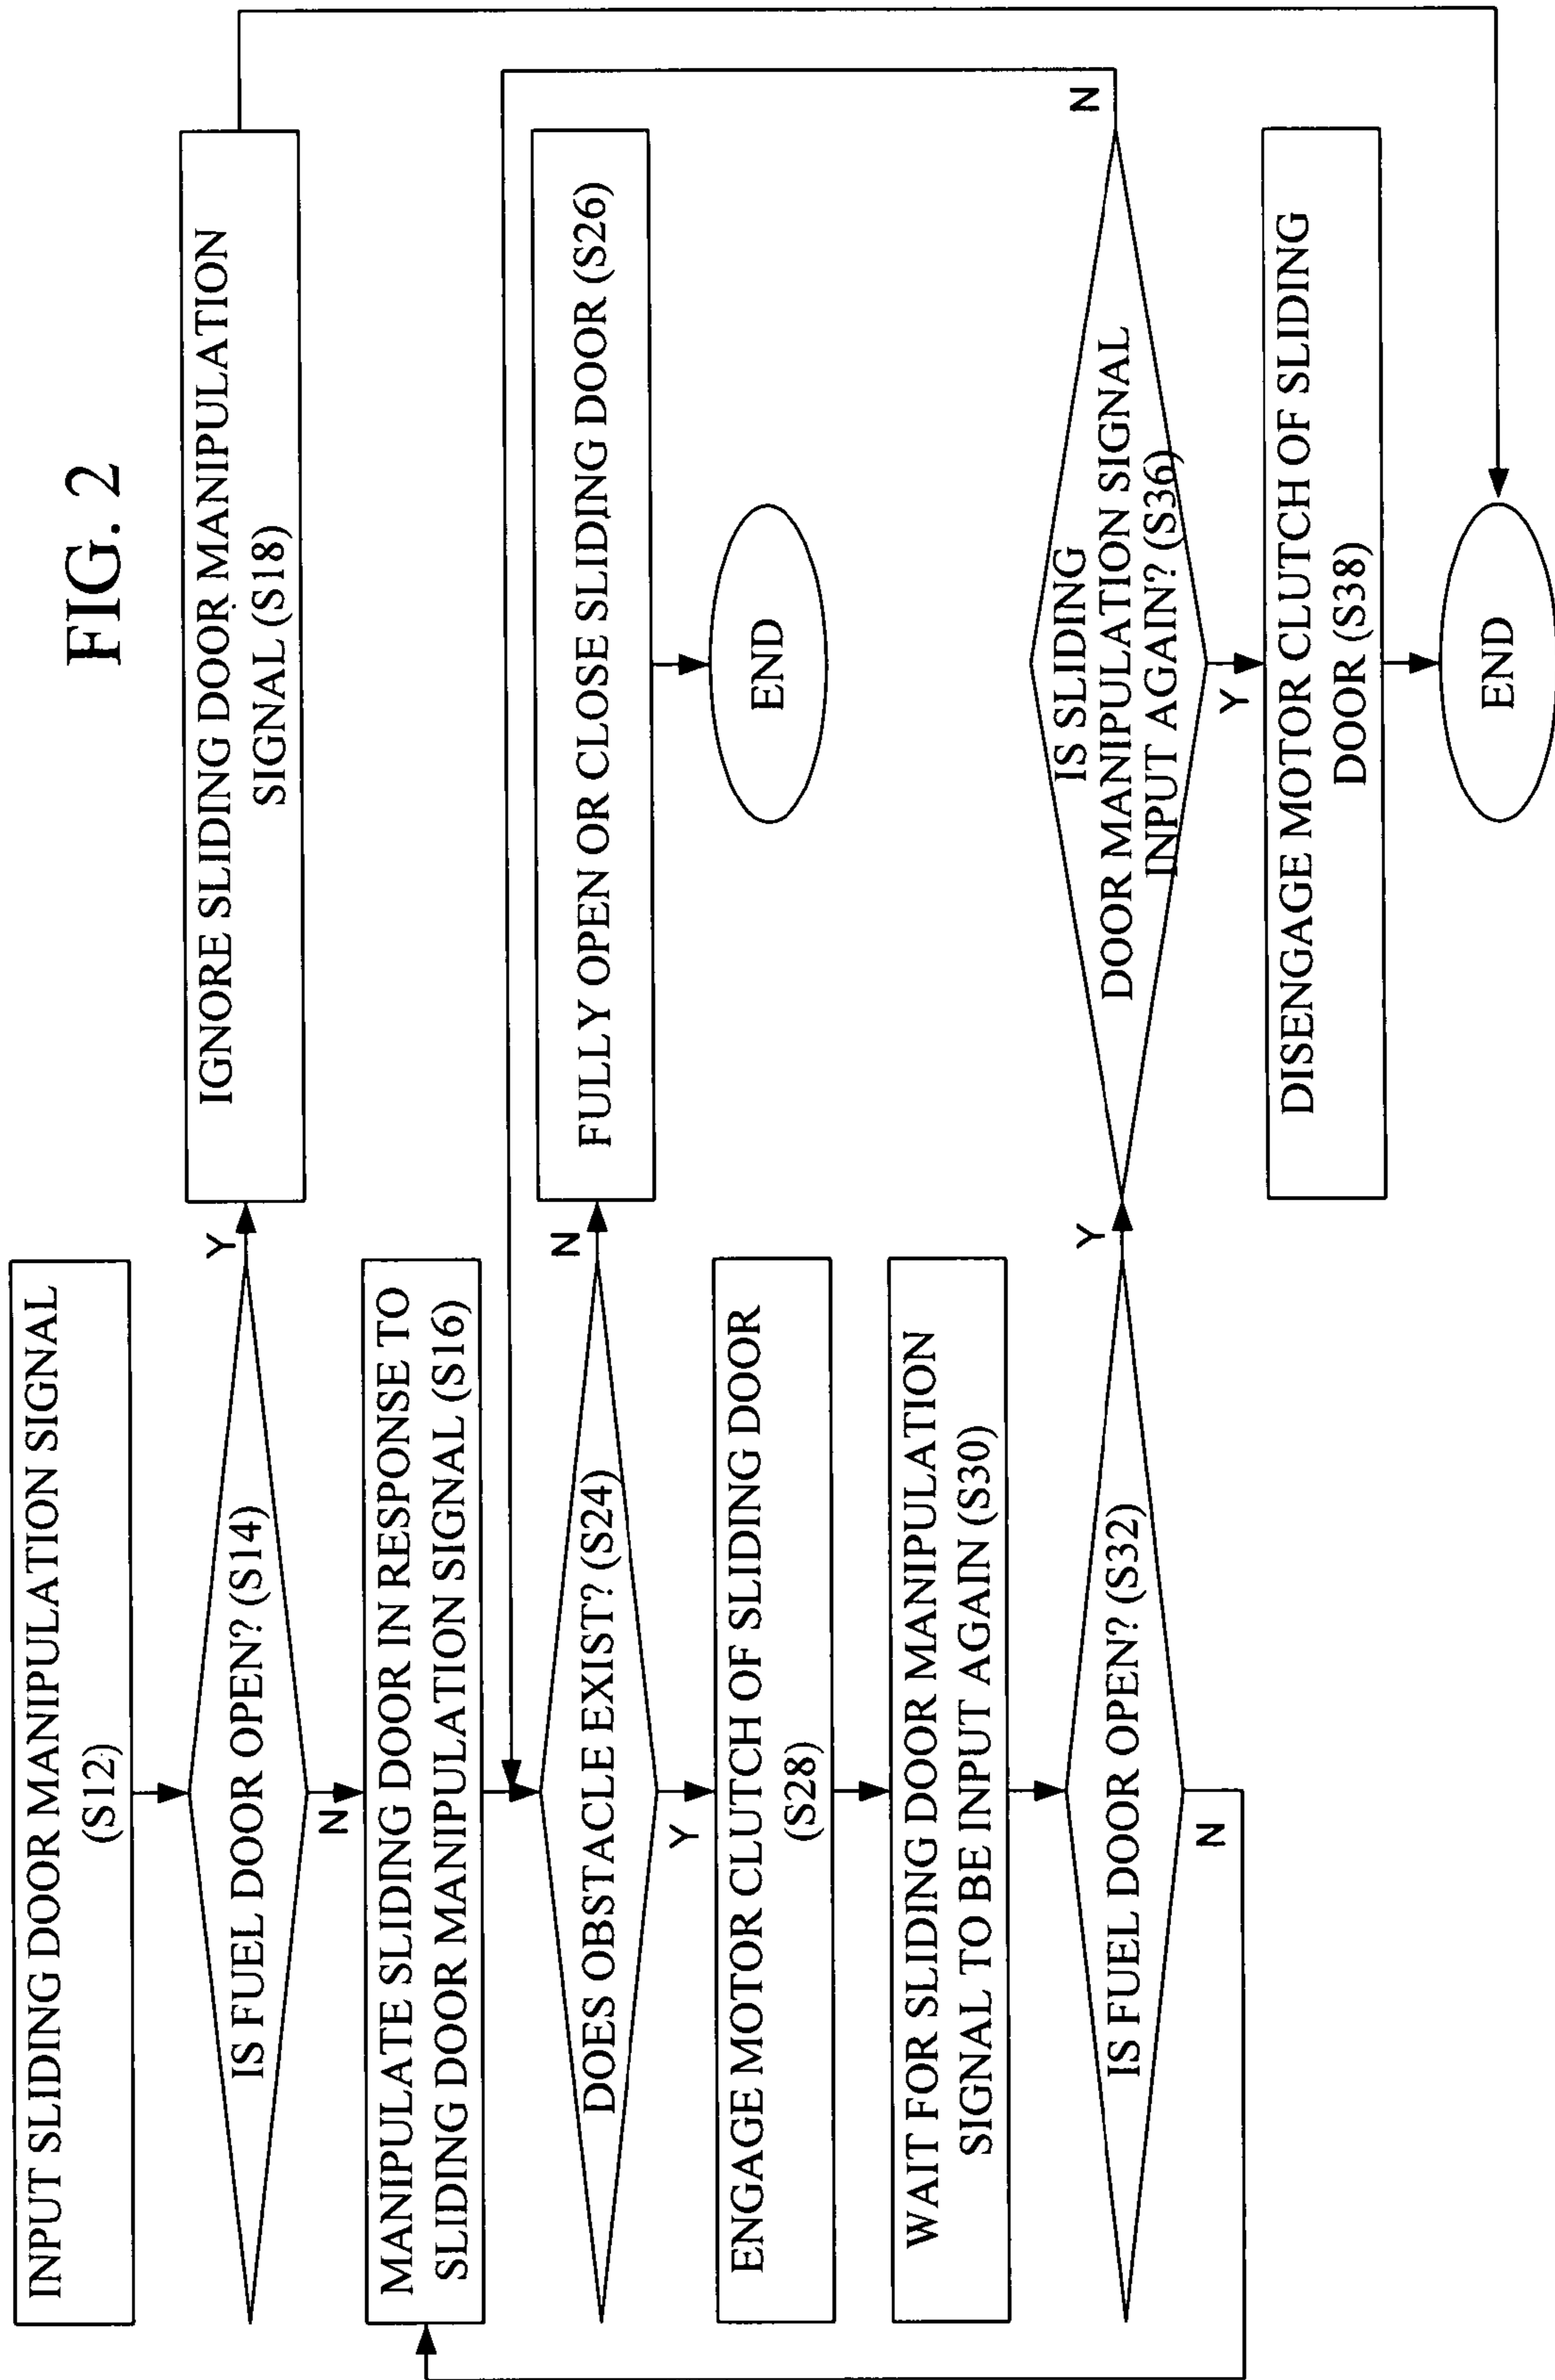 FIG. 2
INPUT SLIDING DOOR MANIPULATION SIGNAL
(S12)
IS FUEL DOOR OPEN? (S14)
Y
IGNORE SLIDING DOOR MANIPULATION
SIGNAL (S18)
N
MANIPULATE SLIDING DOOR IN RESPONSE TO
SLIDING DOOR MANIPULATION SIGNAL (S16)
DOES OBSTACLE EXIST? (S24)
N
FULLY OPEN OR CLOSE SLIDING DOOR (S26)
END
Y
ENGAGE MOTOR CLUTCH OF SLIDING DOOR
(S28)
WAIT FOR SLIDING DOOR MANIPULATION
SIGNAL TO BE INPUT AGAIN (S30)
IS FUEL DOOR OPEN? (S32)
N
Y
IS SLIDING
DOOR MANIPULATION SIGNAL
INPUT AGAIN? (S36)
N
Y
DISENGAGE MOTOR CLUTCH OF SLIDING
DOOR (S38)
END